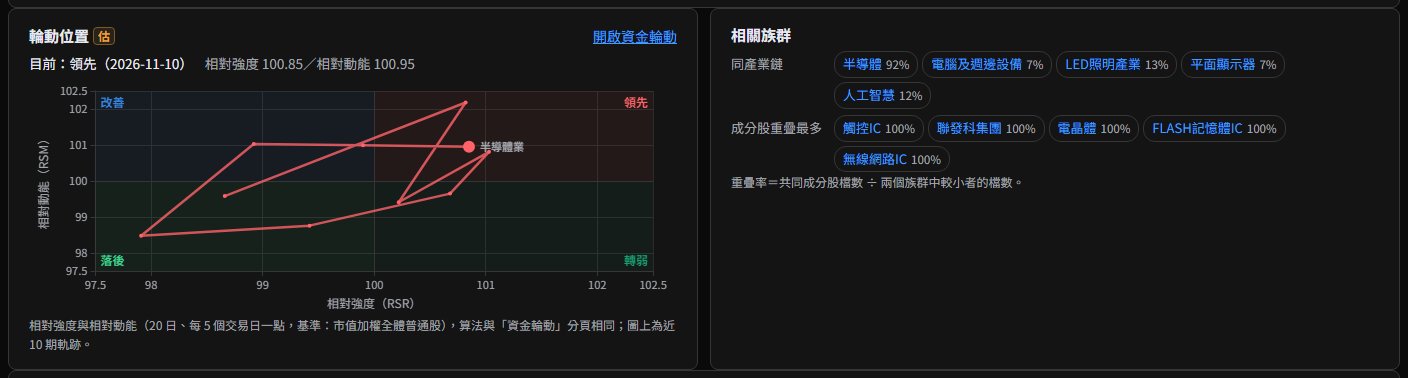 輪動位置 估 開啟資金輪動
目前：領先（2026-11-10） 相對強度 100.85／相對動能 100.95
102.5
102
101
100
99
98
97.5
相對動能（RSM）
改善
領先
半導體業
落後
轉弱
97.5 98 99 100 101 102 102.5
相對強度（RSR）
相對強度與相對動能（20 日、每 5 個交易日一點，基準：市值加權全體普通股），算法與「資金輪動」分頁相同；圖上為近
10 期軌跡。
相關族群
同產業鏈 半導體 92% 電腦及週邊設備 7% LED照明產業 13% 平面顯示器 7%
人工智慧 12%
成分股重疊最多 觸控IC 100% 聯發科集團 100% 電晶體 100% FLASH記憶體IC 100%
無線網路IC 100%
重疊率＝共同成分股檔數 ÷ 兩個族群中較小者的檔數。